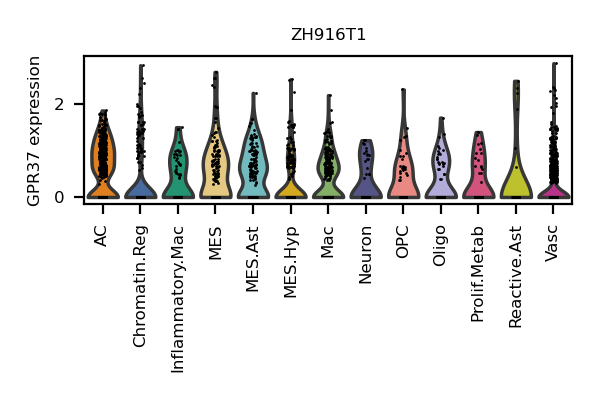 ZH916T1
GPR37 expression
2
0
AC
Chromatin.Reg
Inflammatory.Mac
MES
MES.Ast
MES.Hyp
Mac
Neuron
OPC
Oligo
Prolif.Metab
Reactive.Ast
Vasc